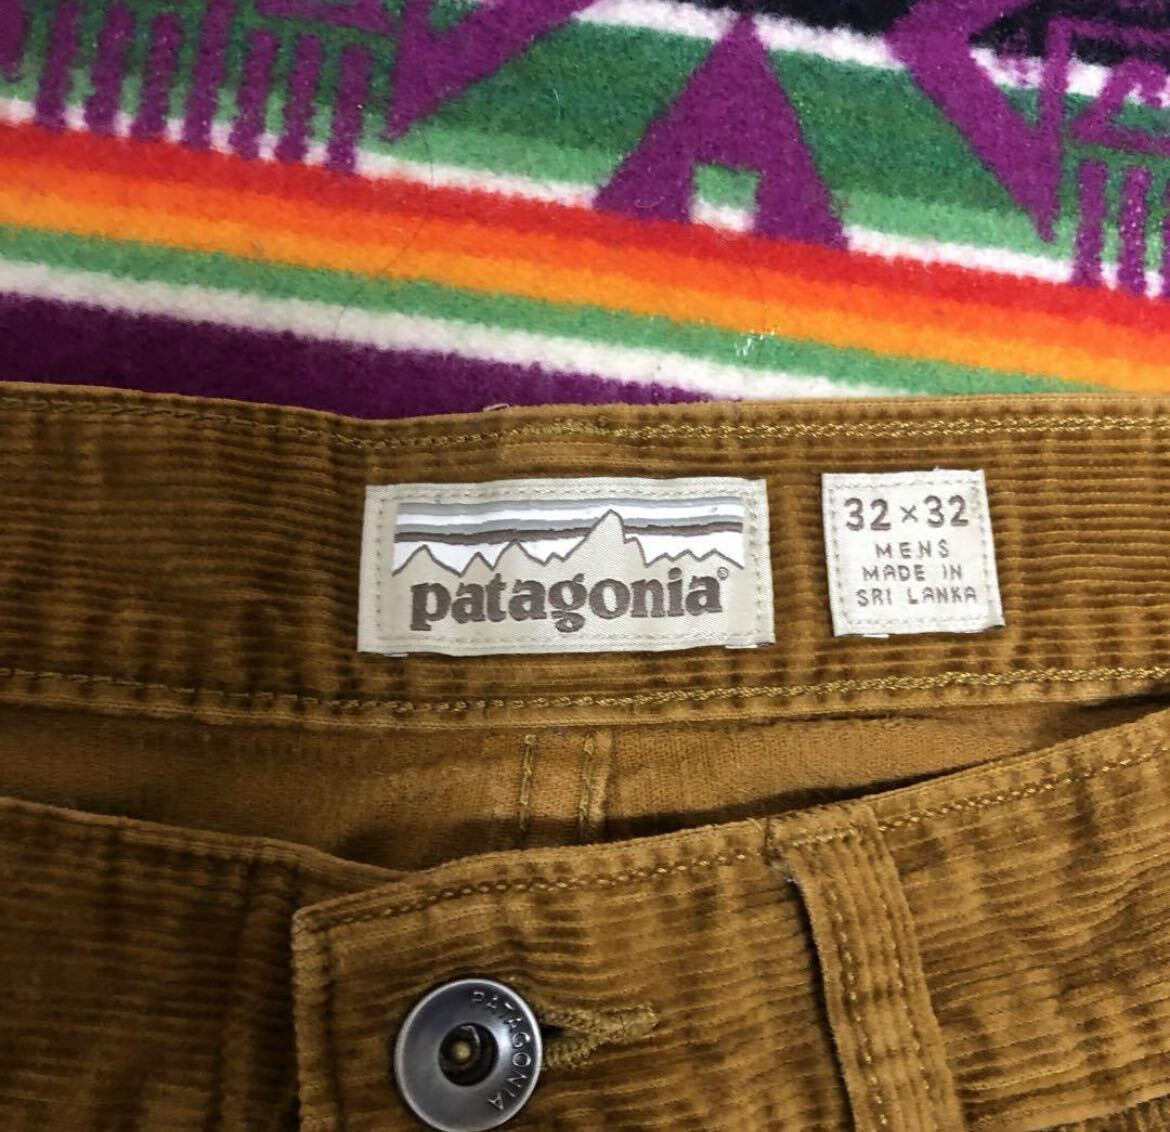 patagonia®
32×32
MENS
MADE IN
SRI LANKA
PATAGONIA